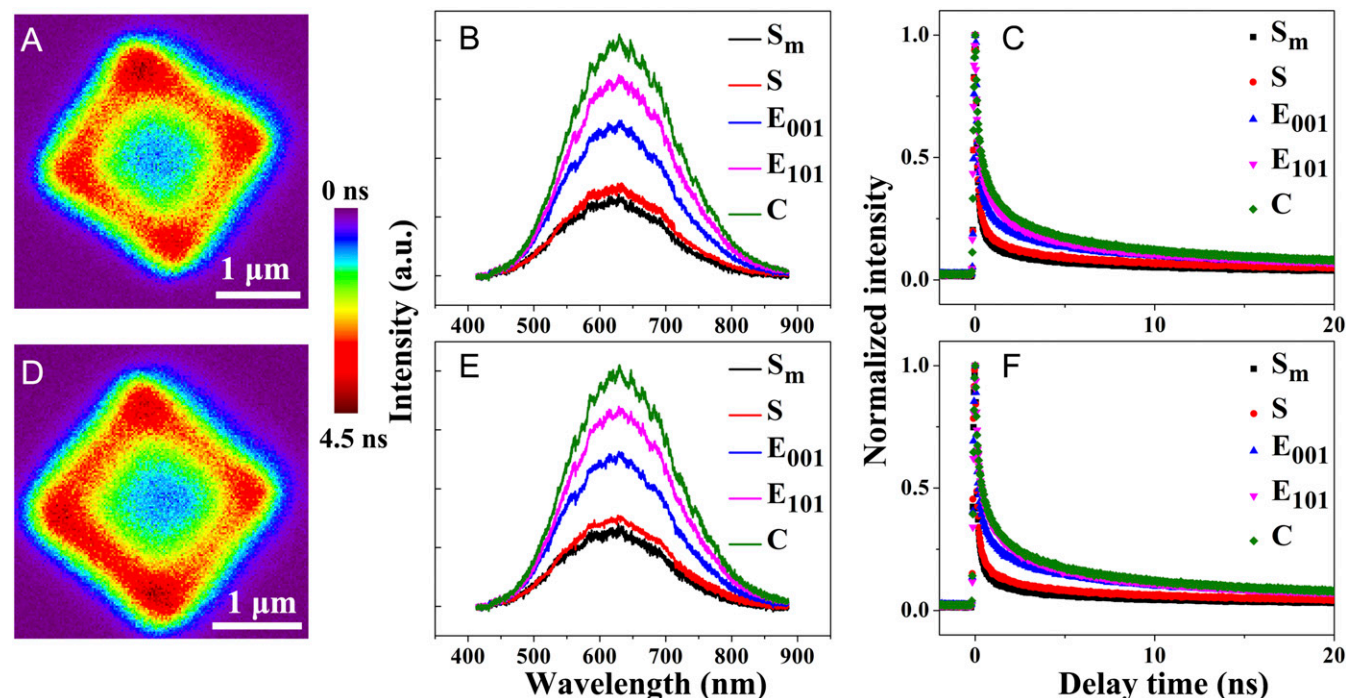 A
1 μm
0 ns
4.5 ns
D
1 μm
Intensity (a.u.)
B
Sm
S
E001
E101
C
400 500 600 700 800 900
E
Sm
S
E001
E101
C
400 500 600 700 800 900
Wavelength (nm)
Normalized intensity
C
1.0
0.5
0.0
Sm
S
E001
E101
C
0 10 20
F
1.0
0.5
0.0
Sm
S
E001
E101
C
0 10 20
Delay time (ns)